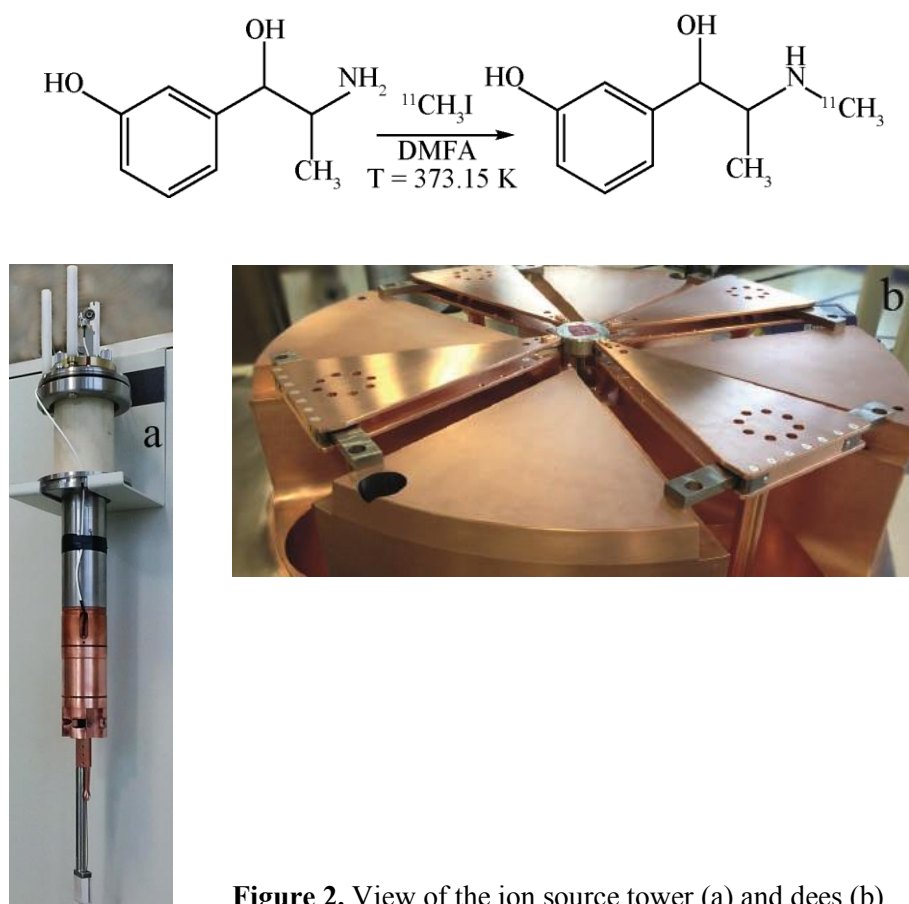 OH
HO
NH₂
CH₃
¹¹CH₃I
DMFA
T = 373.15 K
OH
HO
H
N
¹¹CH₃
CH₃
a
b
Figure 2. View of the ion source tower (a) and dees (b)